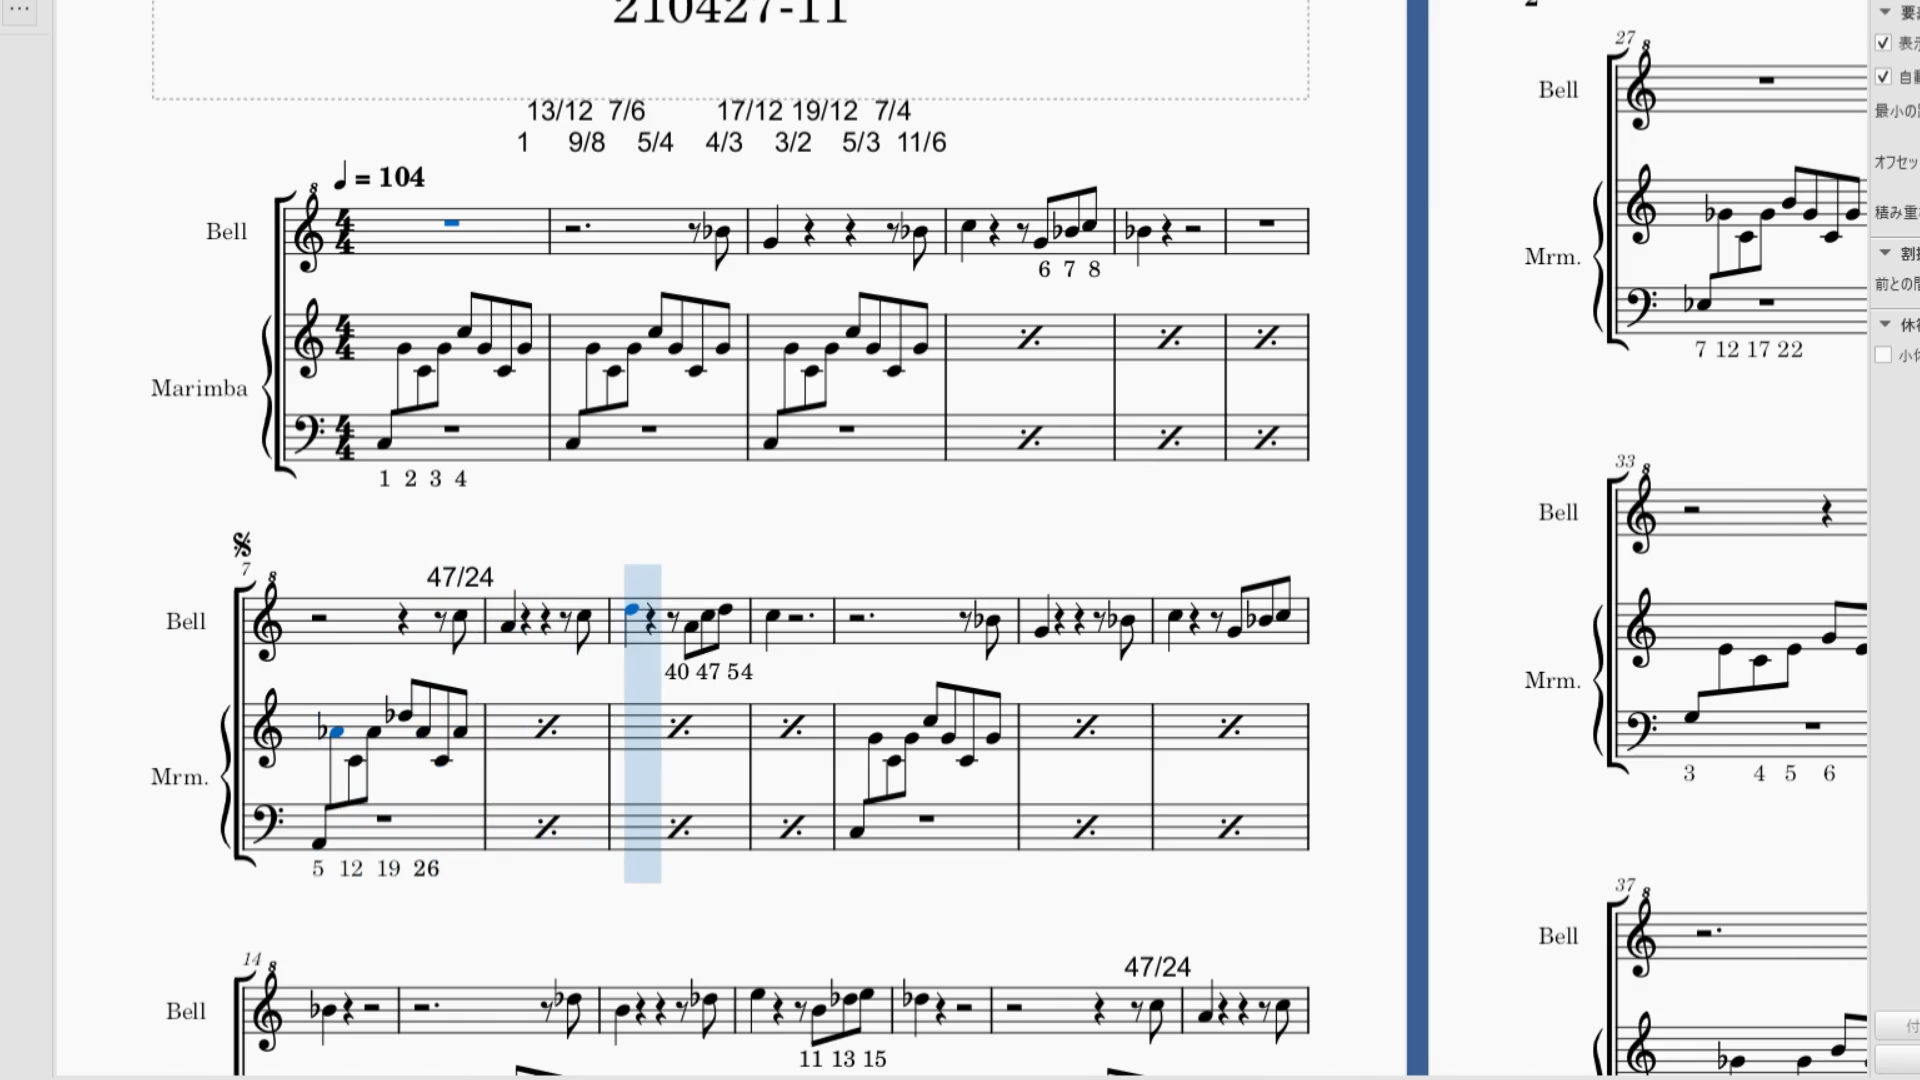 …
210427-11
13/12 7/6 17/12 19/12 7/4
1 9/8 5/4 4/3 3/2 5/3 11/6
= 104
Bell
6 7 8
Marimba
1 2 3 4
7
47/24
Bell
40 47 54
Mrm.
5 12 19 26
14
47/24
Bell
11 13 15
2
27
Bell
Mrm.
7 12 17 22
33
Bell
Mrm.
3 4 5 6
37
Bell
表示
自動
最小の
オフセッ
積み重
前との間
付